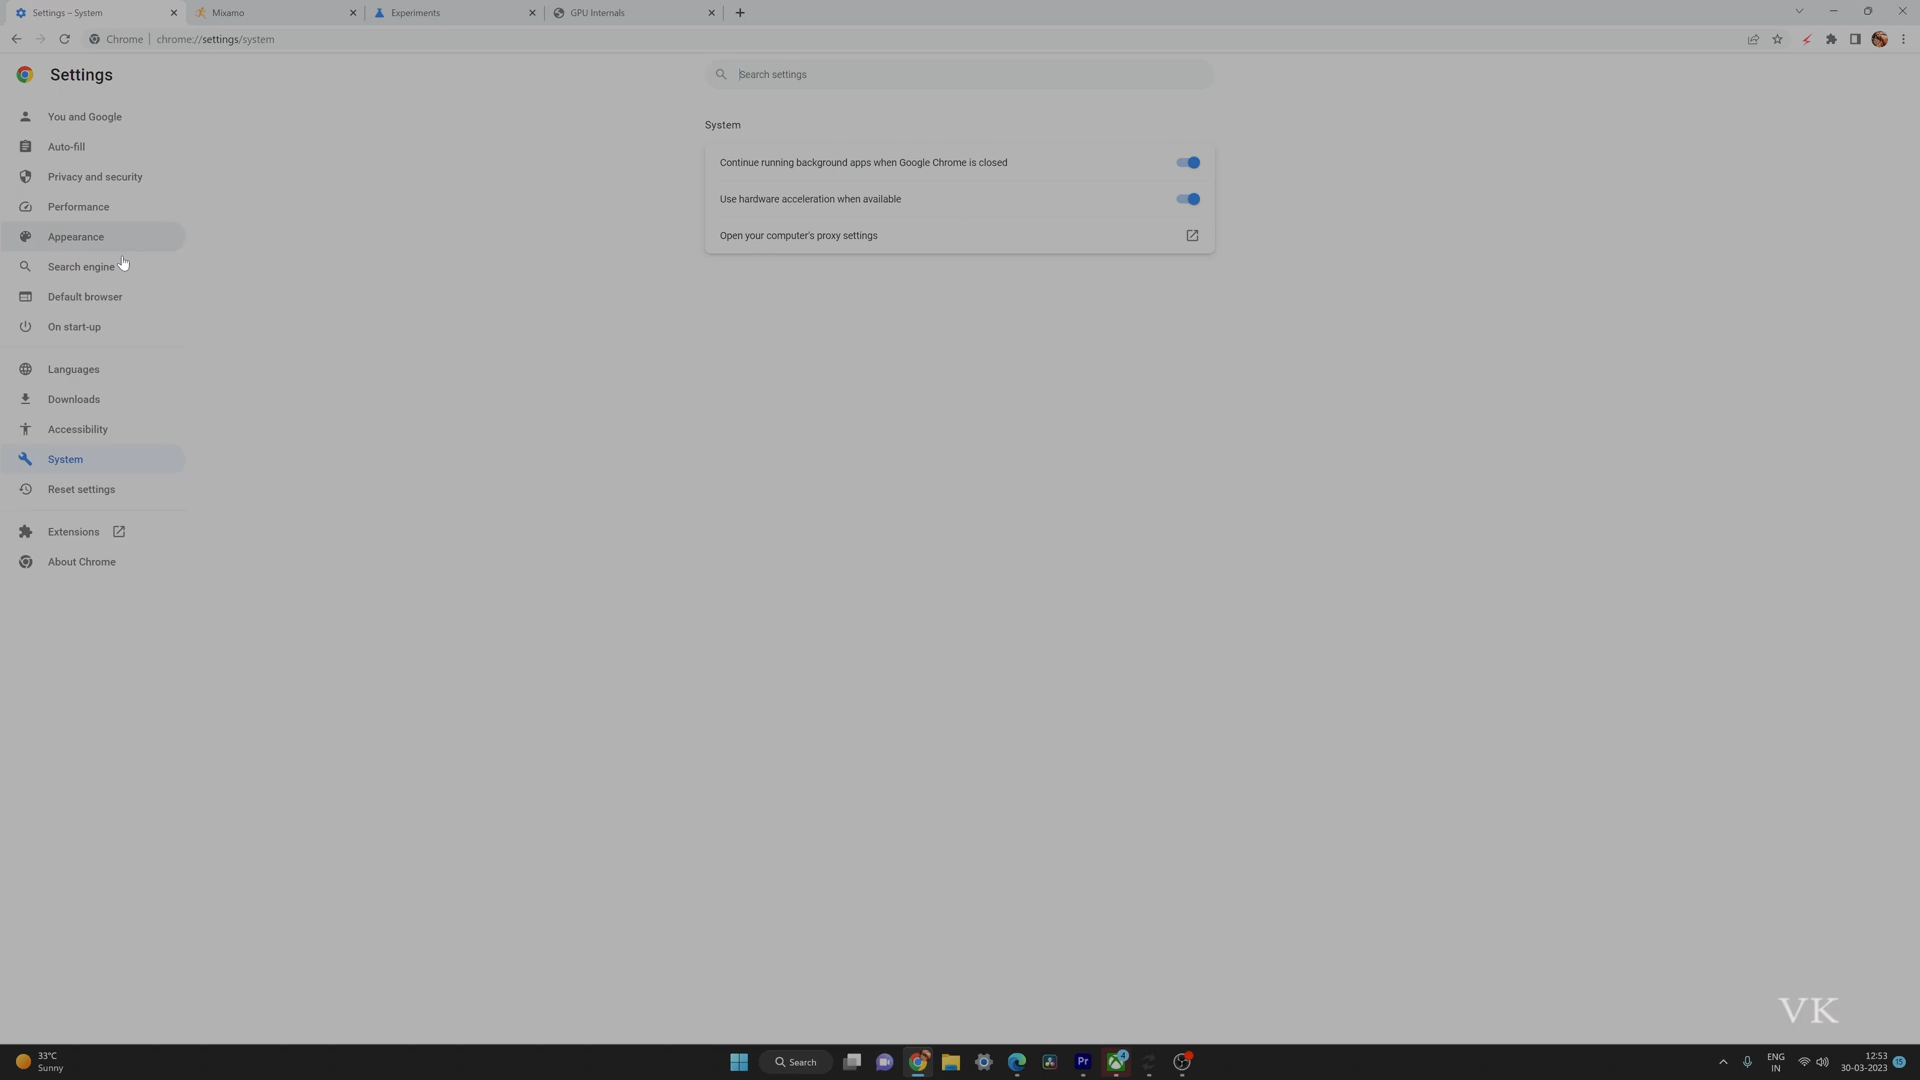 Settings – System
Mixamo
Experiments
GPU Internals
Chrome
chrome://settings/system
Settings
Search settings
You and Google
Auto-fill
Privacy and security
Performance
Appearance
Search engine
Default browser
On start-up
Languages
Downloads
Accessibility
System
Reset settings
Extensions
About Chrome
System
Continue running background apps when Google Chrome is closed
Use hardware acceleration when available
Open your computer's proxy settings
VK
33°C
Sunny
Search
Pr
4
ENG
IN
12:53
30-03-2023
15